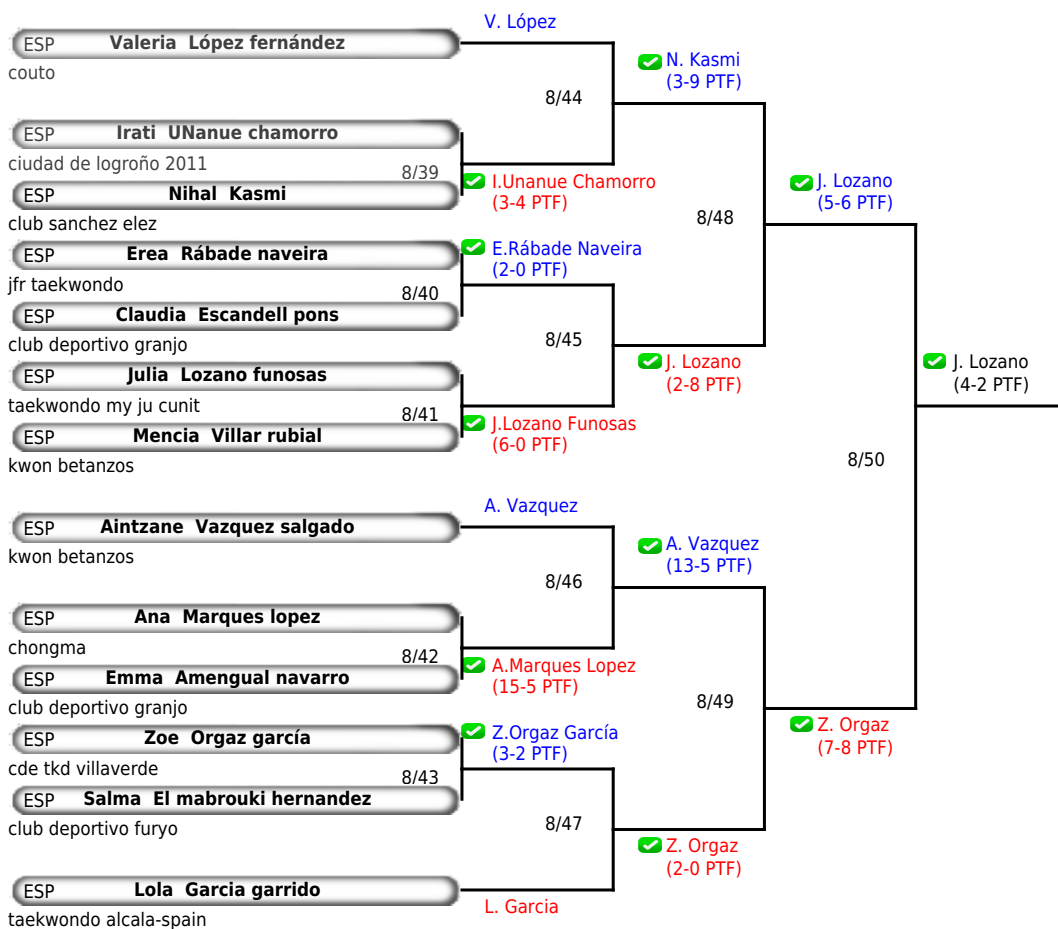 V. López
ESP Valeria López fernández
couto
N. Kasmi
(3-9 PTF)
8/44
ESP Irati UNanue chamorro
ciudad de logroño 2011
8/39
I.Unanue Chamorro
(3-4 PTF)
J. Lozano
(5-6 PTF)
ESP Nihal Kasmi
club sanchez elez
8/48
ESP Erea Rábade naveira
E.Rábade Naveira
(2-0 PTF)
jfr taekwondo
8/40
ESP Claudia Escandell pons
club deportivo granjo
8/45
J. Lozano
(2-8 PTF)
J. Lozano
(4-2 PTF)
ESP Julia Lozano funosas
taekwondo my ju cunit
8/41
J.Lozano Funosas
(6-0 PTF)
ESP Mencia Villar rubial
kwon betanzos
8/50
A. Vazquez
ESP Aintzane Vazquez salgado
kwon betanzos
A. Vazquez
(13-5 PTF)
8/46
ESP Ana Marques lopez
chongma
8/42
A.Marques Lopez
(15-5 PTF)
ESP Emma Amengual navarro
club deportivo granjo
8/49
Z. Orgaz
(7-8 PTF)
ESP Zoe Orgaz garcía
Z.Orgaz García
(3-2 PTF)
cde tkd villaverde
8/43
ESP Salma El mabrouki hernandez
club deportivo furyo
8/47
Z. Orgaz
(2-0 PTF)
ESP Lola Garcia garrido
L. Garcia
taekwondo alcala-spain